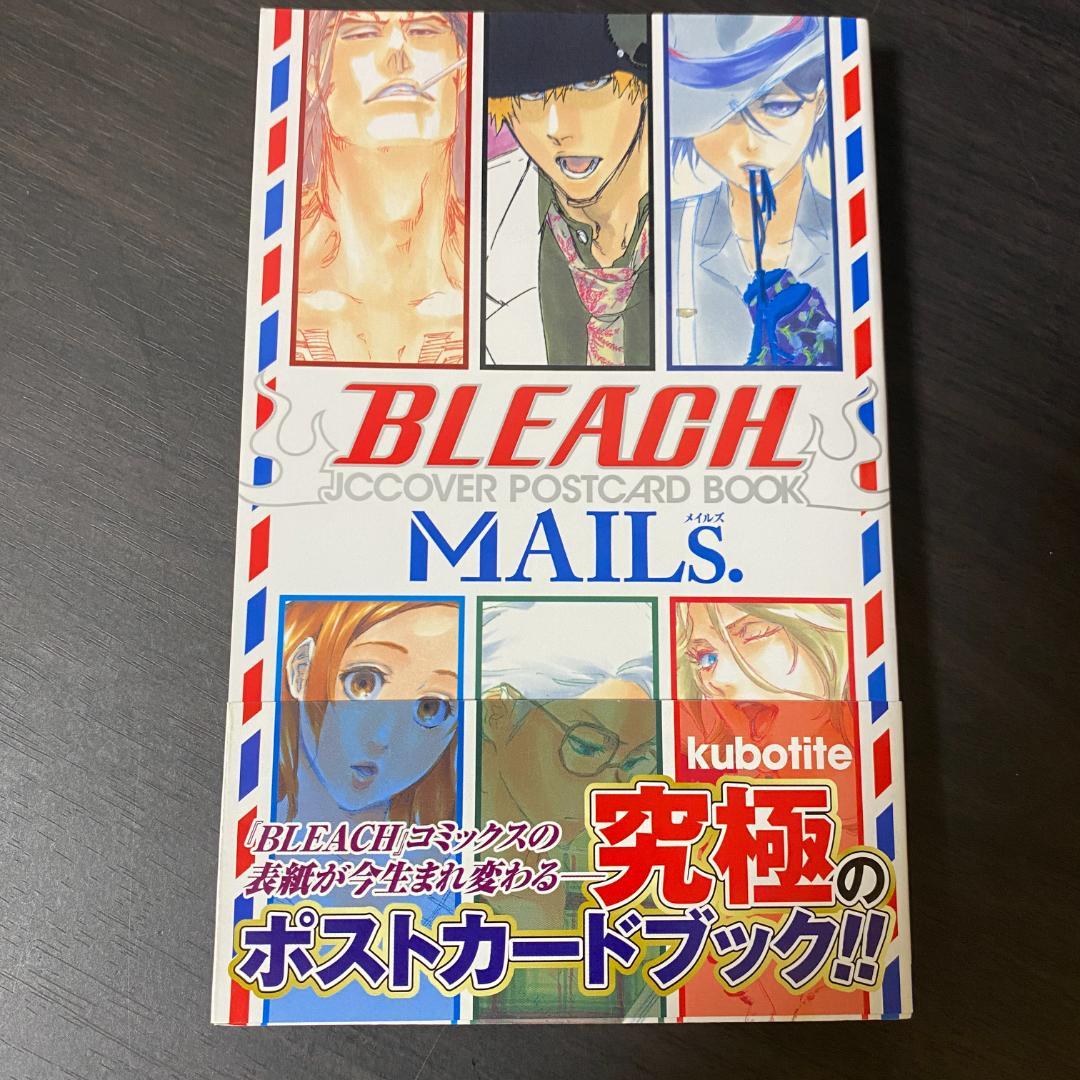 BLEACH
JCCOVER POSTCARD BOOK
メイルズ
MAILs.
kubotite
『BLEACH』コミックスの
表紙が今生まれ変わる—
究極の
ポストカードブック!!